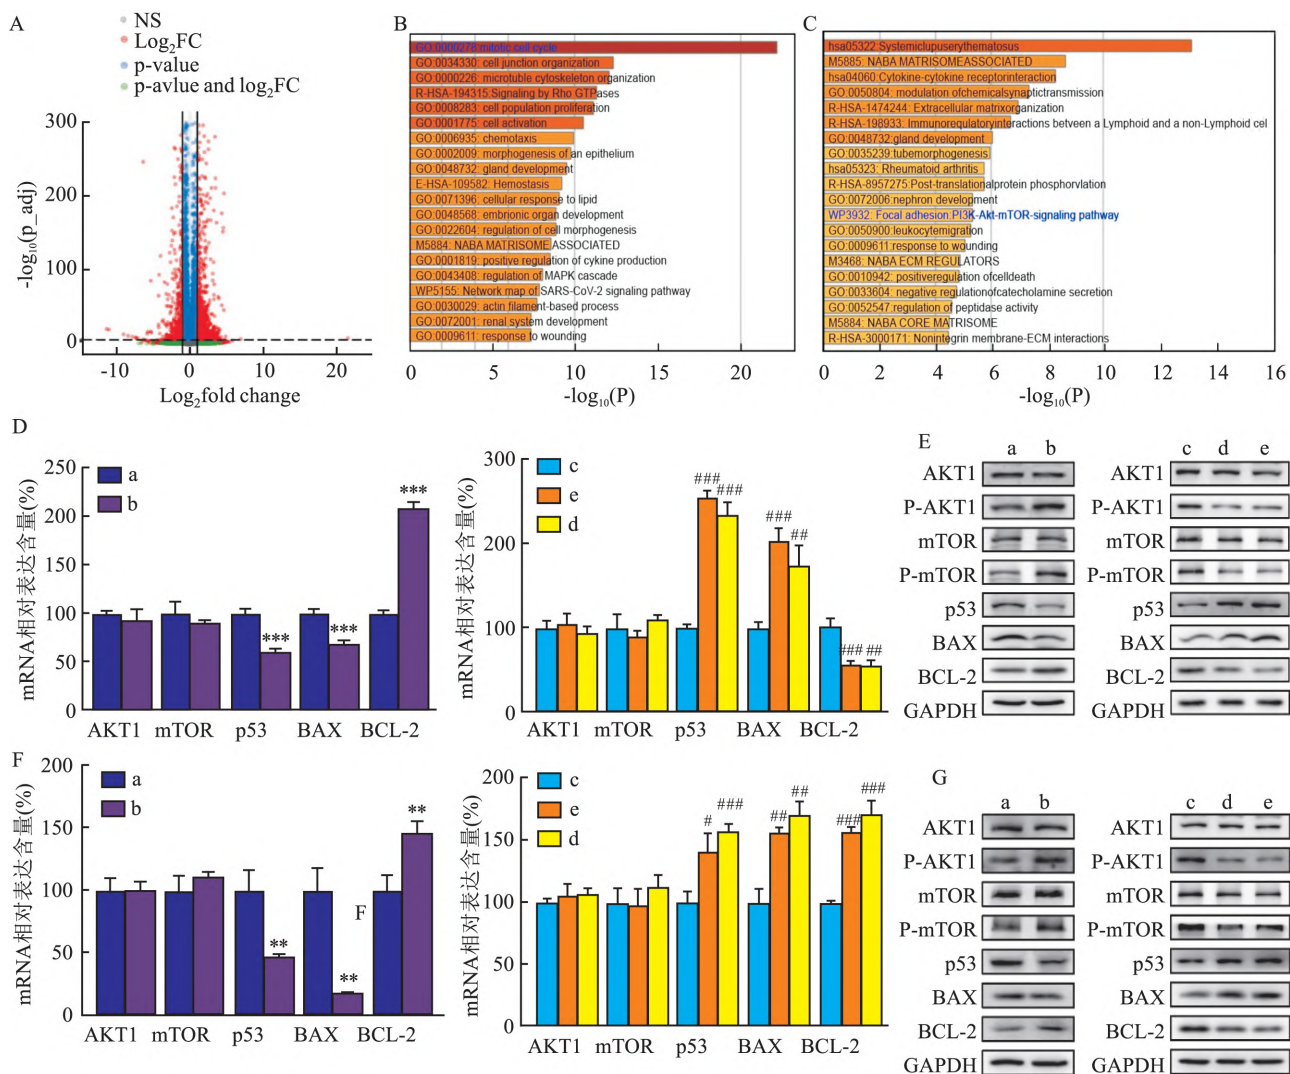 A
NS
Log₂FC
p-value
p-avlue and log₂FC
-log₁₀(p_adj)
300
200
100
0
-10
0
10
20
Log₂fold change
B
GO:0000278 mitotic cell cycle
GO:0034330: cell junction organization
GO:0000226: microtuble cytoskeleton organization
R-HSA-194315:Signaling by Rho GTPases
GO:0008283: cell population proliferation
GO:0001775: cell activation
GO:0006935: chemotaxis
GO:0002009: morphogenesis of an epithelium
GO:0048732: gland development
E-HSA-109582: Hemostasis
GO:0071396: cellular response to lipid
GO:0048568: embrionic organ development
GO:0022604: regulation of cell morphogenesis
M5884: NABA MATRISOME ASSOCIATED
GO:0001819: positive regulation of cykine production
GO:0043408: regulation of MAPK cascade
WP5155: Network map of SARS-CoV-2 signaling pathway
GO:0030029: actin filament-based process
GO:0072001: renal system development
GO:0009611: response to wounding
0
5
10
15
20
-log₁₀(P)
C
hsa05322:Systemiclupuserythematosus
M5885: NABA MATRISOMEASSOCIATED
hsa04060:Cytokine-cytokine receptorinteraction
GO:0050804: modulation ofchemicalsynaptictransmission
R-HSA-1474244: Extracellular matrixorganization
R-HSA-198933: Immunorequlatoryinteractions betveen a Lymphoid and a non-Lymphoid cel
GO:0048732:gland development
GO:0035239:tubemorphogenesis
hsa05323: Rheumatoid arthritis
R-HSA-8957275:Post-translationalprotein phosphorvlation
GO:0072006:nephron development
WP3932: Focal adhesion:PI3K-Akt-mTOR-signaling pathway
GO:0050900:leukocytemigration
GO:0009611:response to wounding
M3468: NABA ECM REGULATORS
GO:0010942: positiveregulation ofcelldeath
GO:0033604: negative regulationofcatecholamine secretion
GO:0052547:regulation of peptidase activity
M5884: NABA CORE MATRISOME
R-HSA-3000171: Nonintegrin membrane-ECM interactions
0
2
4
6
8
10
12
14
16
-log₁₀(P)
D
mRNA相对表达含量(%)
250
200
150
100
50
0
a
b
***
***
***
AKT1 mTOR p53 BAX BCL-2
mRNA相对表达含量(%)
300
200
100
0
c
e
d
###
###
###
##
###
##
AKT1 mTOR p53 BAX BCL-2
E
a b
c d e
AKT1
P-AKT1
mTOR
P-mTOR
p53
BAX
BCL-2
GAPDH
AKT1
P-AKT1
mTOR
P-mTOR
p53
BAX
BCL-2
GAPDH
F
mRNA相对表达含量(%)
200
150
100
50
0
a
b
F
**
**
**
AKT1 mTOR p53 BAX BCL-2
mRNA相对表达含量(%)
200
150
100
50
0
c
e
d
#
###
##
##
###
###
AKT1 mTOR p53 BAX BCL-2
G
a b
c d e
AKT1
P-AKT1
mTOR
P-mTOR
p53
BAX
BCL-2
GAPDH
AKT1
P-AKT1
mTOR
P-mTOR
p53
BAX
BCL-2
GAPDH